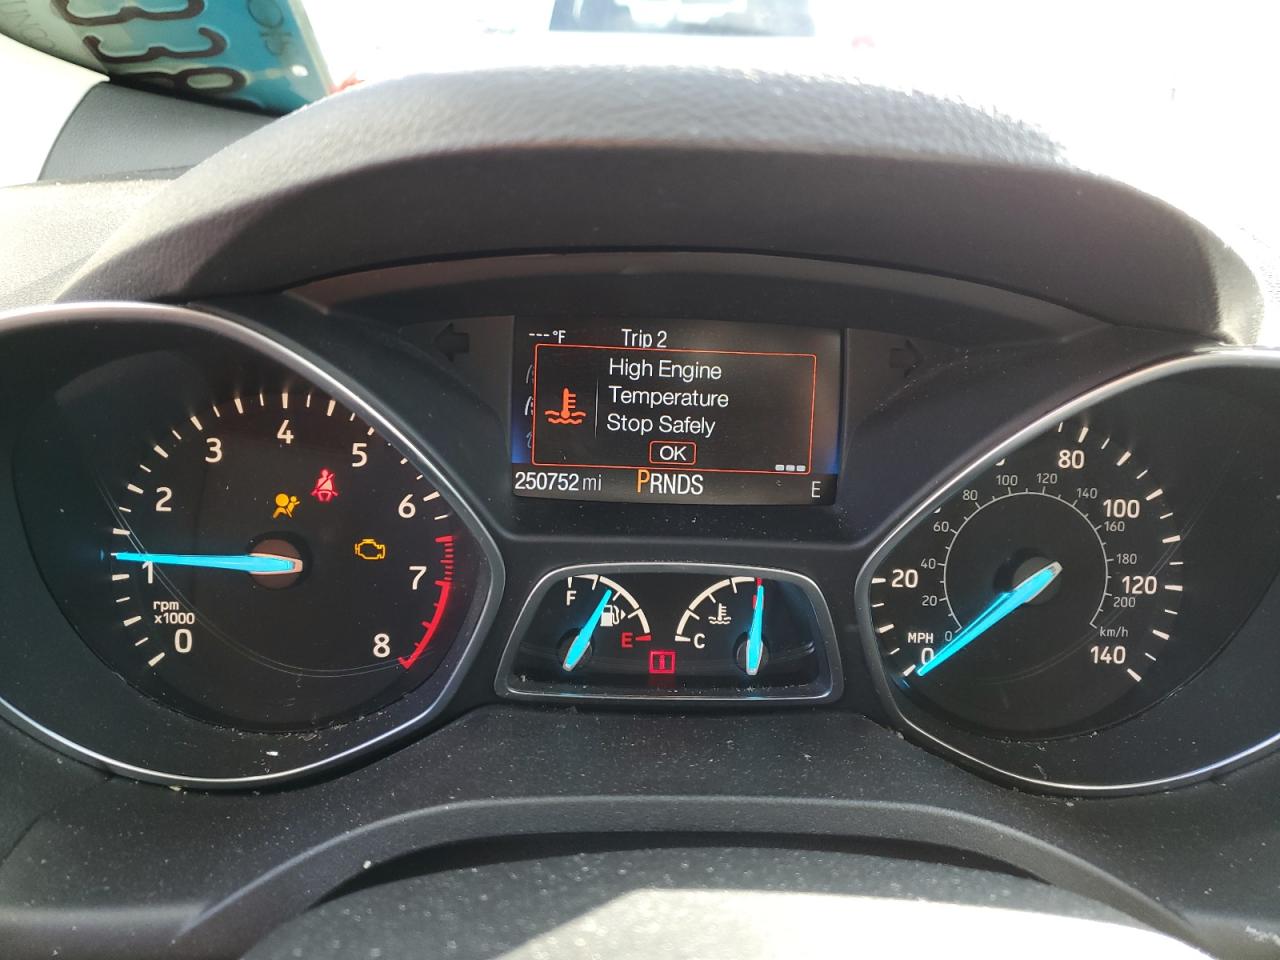 ---°F
Trip 2
High Engine
Temperature
Stop Safely
OK
250752 mi
PRNDS
E
0
1
2
3
4
5
6
7
8
rpm
x1000
F
E
C
MPH
0
20
80
100
120
140
0
20
40
60
80
100
120
140
160
180
200
km/h